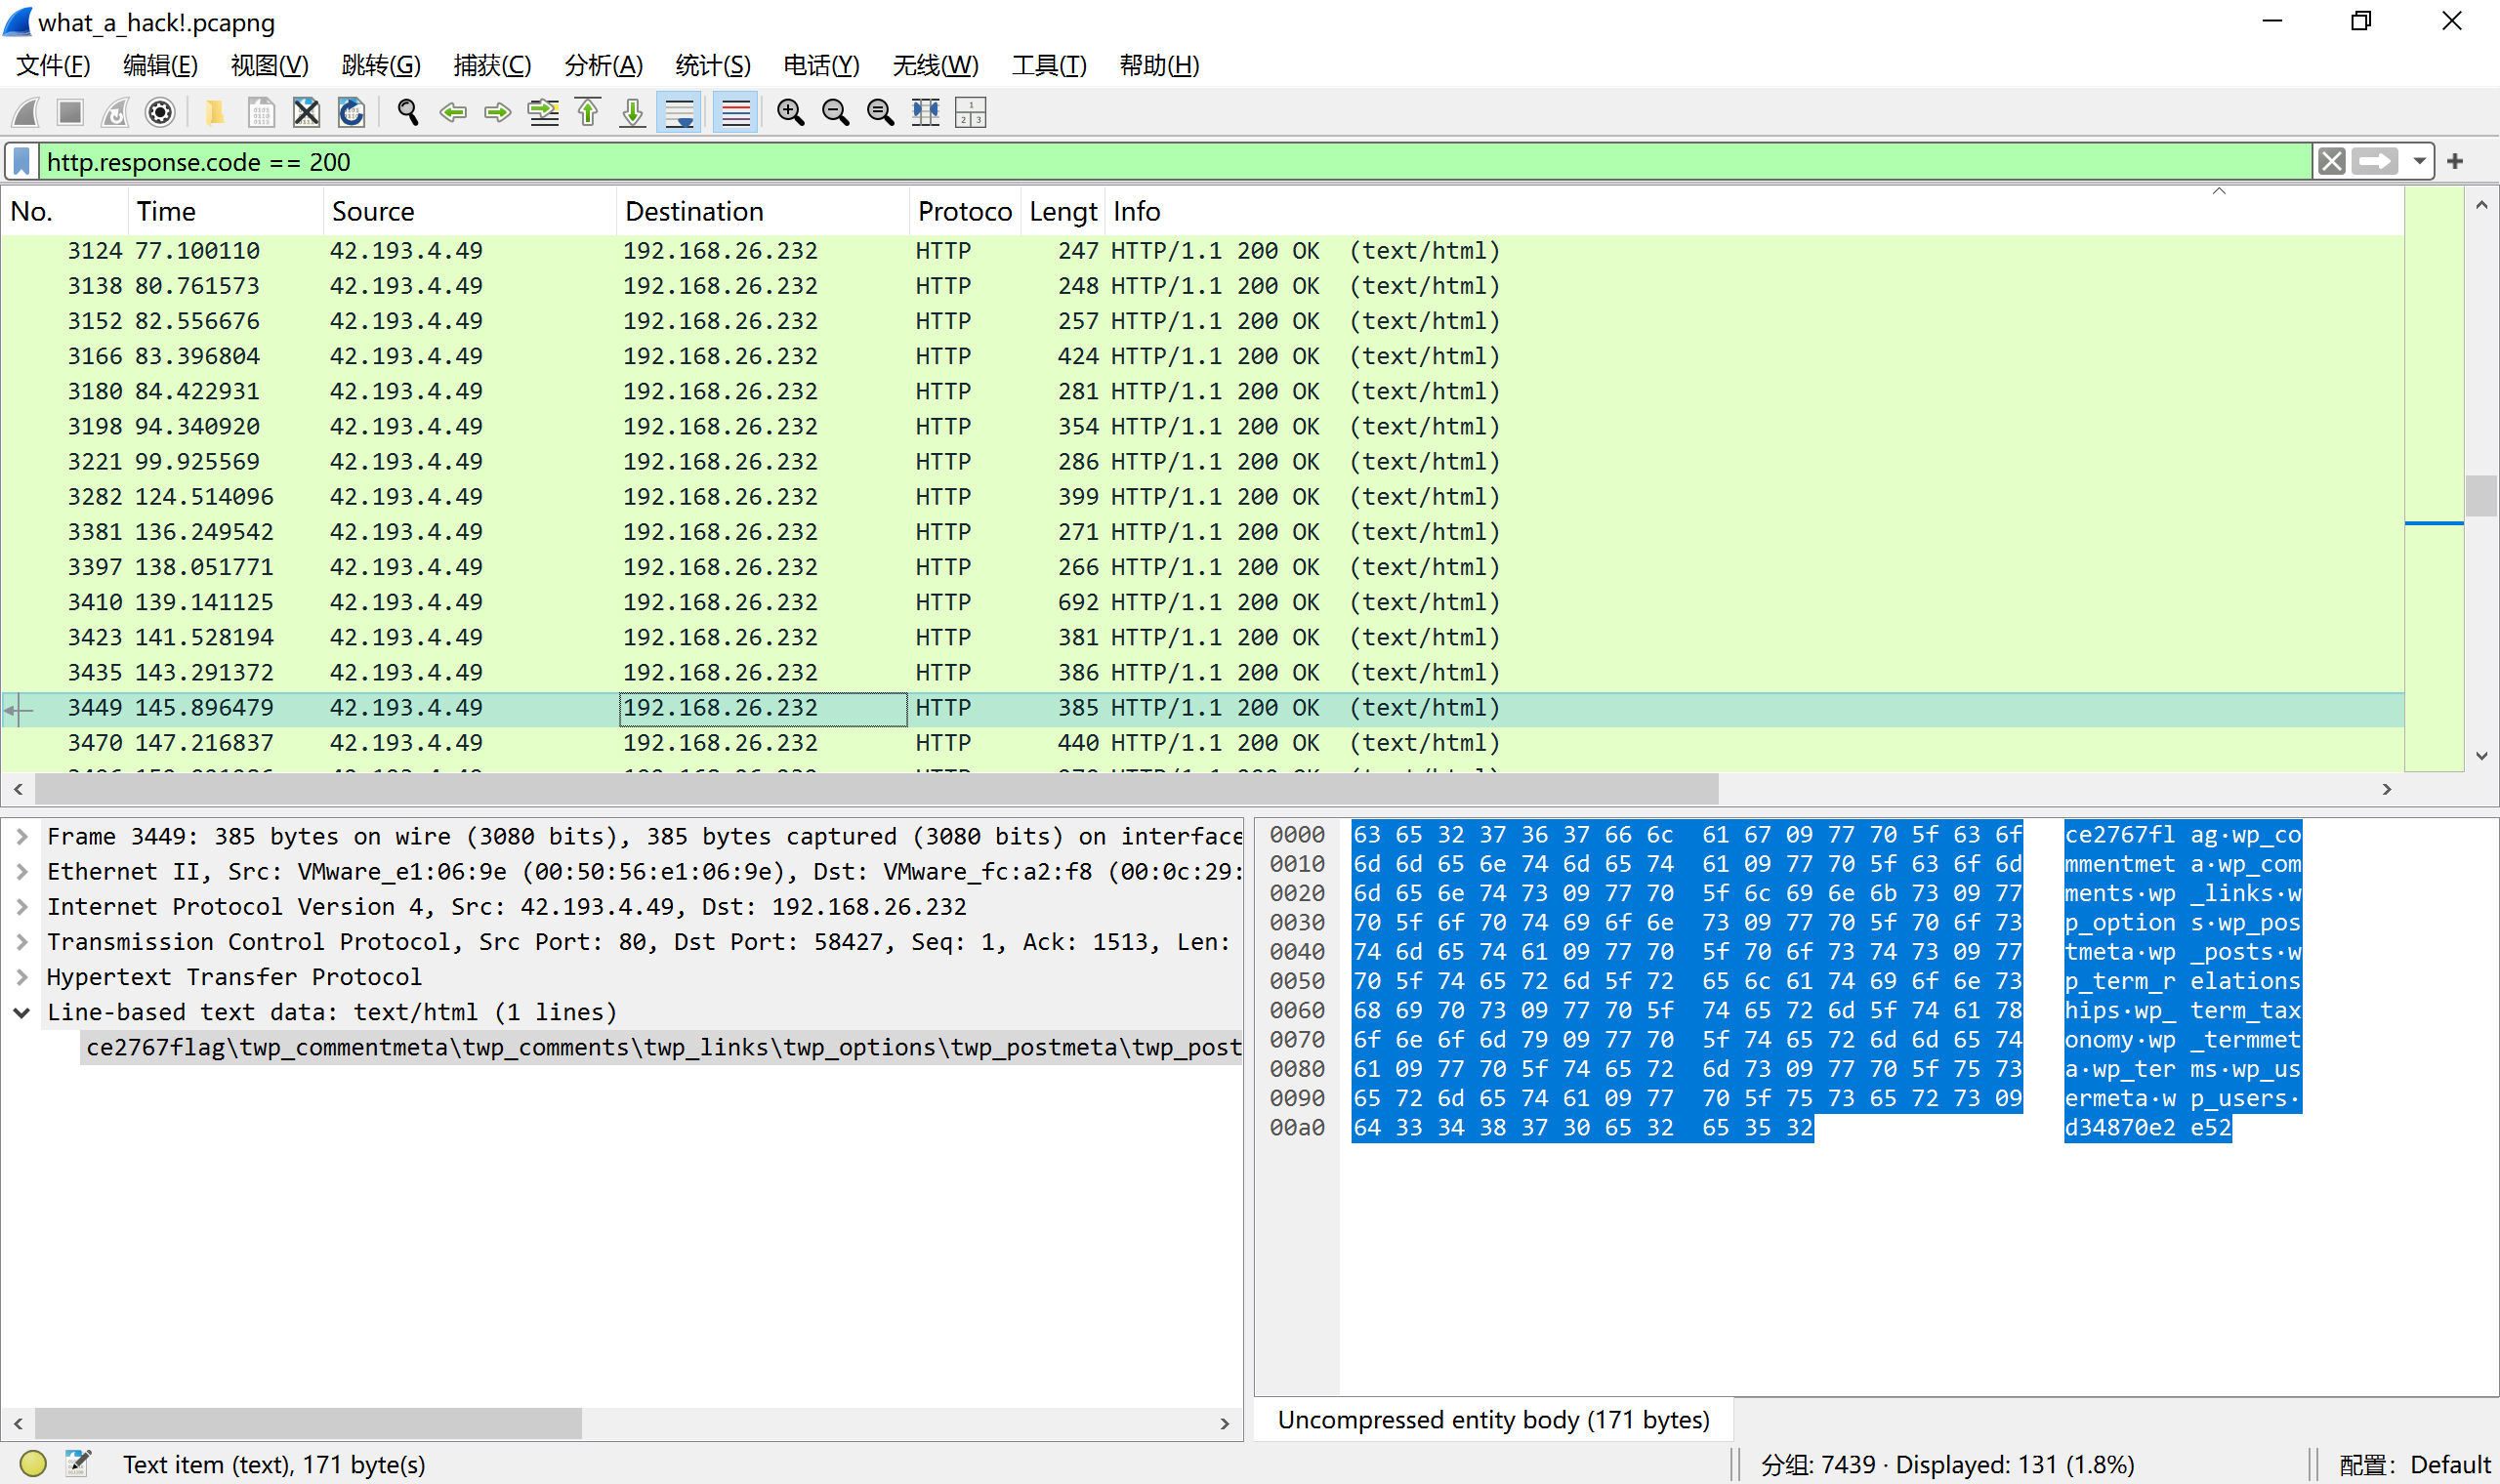 what_a_hack!.pcapng
文件(F) 编辑(E) 视图(V) 跳转(G) 捕获(C) 分析(A) 统计(S) 电话(Y) 无线(W) 工具(T) 帮助(H)
http.response.code == 200
No. Time Source Destination Protoco Lengt Info
3124 77.100110 42.193.4.49 192.168.26.232 HTTP 247 HTTP/1.1 200 OK (text/html)
3138 80.761573 42.193.4.49 192.168.26.232 HTTP 248 HTTP/1.1 200 OK (text/html)
3152 82.556676 42.193.4.49 192.168.26.232 HTTP 257 HTTP/1.1 200 OK (text/html)
3166 83.396804 42.193.4.49 192.168.26.232 HTTP 424 HTTP/1.1 200 OK (text/html)
3180 84.422931 42.193.4.49 192.168.26.232 HTTP 281 HTTP/1.1 200 OK (text/html)
3198 94.340920 42.193.4.49 192.168.26.232 HTTP 354 HTTP/1.1 200 OK (text/html)
3221 99.925569 42.193.4.49 192.168.26.232 HTTP 286 HTTP/1.1 200 OK (text/html)
3282 124.514096 42.193.4.49 192.168.26.232 HTTP 399 HTTP/1.1 200 OK (text/html)
3381 136.249542 42.193.4.49 192.168.26.232 HTTP 271 HTTP/1.1 200 OK (text/html)
3397 138.051771 42.193.4.49 192.168.26.232 HTTP 266 HTTP/1.1 200 OK (text/html)
3410 139.141125 42.193.4.49 192.168.26.232 HTTP 692 HTTP/1.1 200 OK (text/html)
3423 141.528194 42.193.4.49 192.168.26.232 HTTP 381 HTTP/1.1 200 OK (text/html)
3435 143.291372 42.193.4.49 192.168.26.232 HTTP 386 HTTP/1.1 200 OK (text/html)
3449 145.896479 42.193.4.49 192.168.26.232 HTTP 385 HTTP/1.1 200 OK (text/html)
3470 147.216837 42.193.4.49 192.168.26.232 HTTP 440 HTTP/1.1 200 OK (text/html)
Frame 3449: 385 bytes on wire (3080 bits), 385 bytes captured (3080 bits) on interface
Ethernet II, Src: VMware_e1:06:9e (00:50:56:e1:06:9e), Dst: VMware_fc:a2:f8 (00:0c:29:
Internet Protocol Version 4, Src: 42.193.4.49, Dst: 192.168.26.232
Transmission Control Protocol, Src Port: 80, Dst Port: 58427, Seq: 1, Ack: 1513, Len:
Hypertext Transfer Protocol
Line-based text data: text/html (1 lines)
ce2767flag\twp_commentmeta\twp_comments\twp_links\twp_options\twp_postmeta\twp_post
0000 63 65 32 37 36 37 66 6c 61 67 09 77 70 5f 63 6f ce2767fl ag·wp_co
0010 6d 6d 65 6e 74 6d 65 74 61 09 77 70 5f 63 6f 6d mmentmet a·wp_com
0020 6d 65 6e 74 73 09 77 70 5f 6c 69 6e 6b 73 09 77 ments·wp _links·w
0030 70 5f 6f 70 74 69 6f 6e 73 09 77 70 5f 70 6f 73 p_option s·wp_pos
0040 74 6d 65 74 61 09 77 70 5f 70 6f 73 74 73 09 77 tmeta·wp _posts·w
0050 70 5f 74 65 72 6d 5f 72 65 6c 61 74 69 6f 6e 73 p_term_r elations
0060 68 69 70 73 09 77 70 5f 74 65 72 6d 5f 74 61 78 hips·wp_ term_tax
0070 6f 6e 6f 6d 79 09 77 70 5f 74 65 72 6d 6d 65 74 onomy·wp _termmet
0080 61 09 77 70 5f 74 65 72 6d 73 09 77 70 5f 75 73 a·wp_ter ms·wp_us
0090 65 72 6d 65 74 61 09 77 70 5f 75 73 65 72 73 09 ermeta·w p_users·
00a0 64 33 34 38 37 30 65 32 65 35 32 d34870e2 e52
Uncompressed entity body (171 bytes)
Text item (text), 171 byte(s) 分组: 7439 · Displayed: 131 (1.8%) 配置: Default